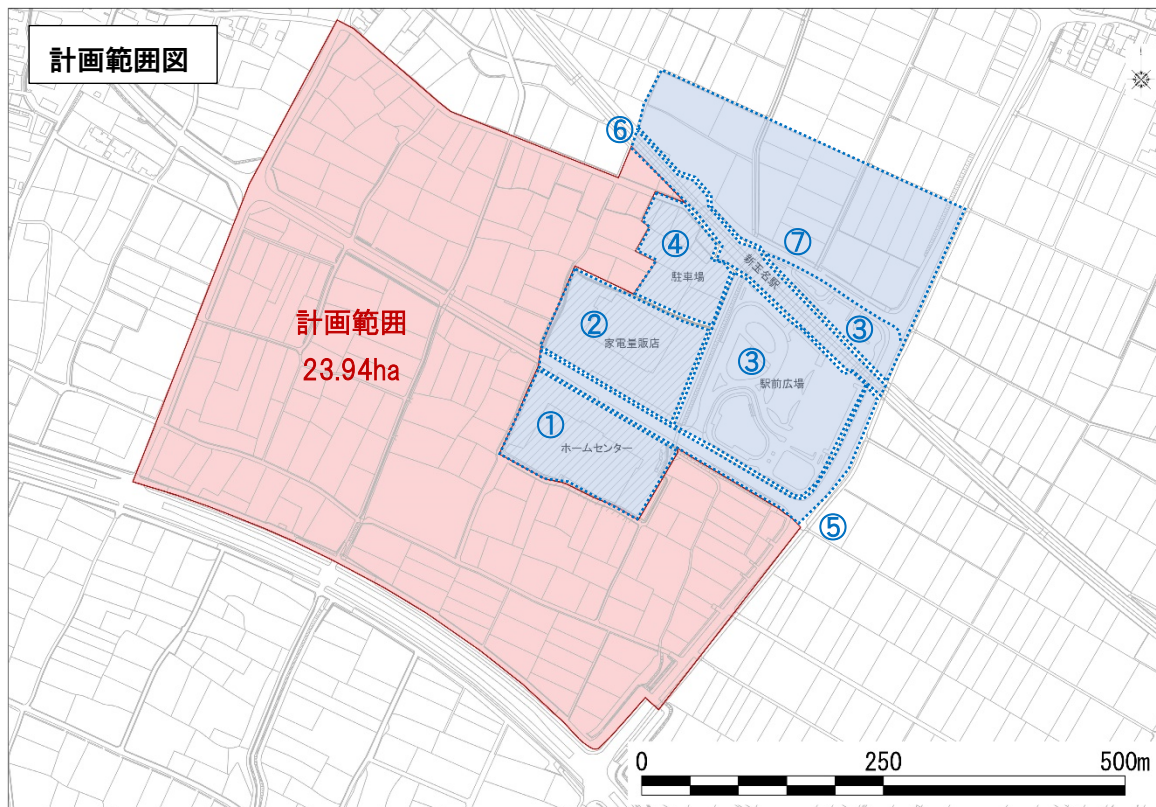 計画範囲図
⑥
⑦
④
駐車場
新玉名駅
計画範囲
23.94ha
②
家電量販店
③
③
駅前広場
①
ホームセンター
⑤
0 250 500m